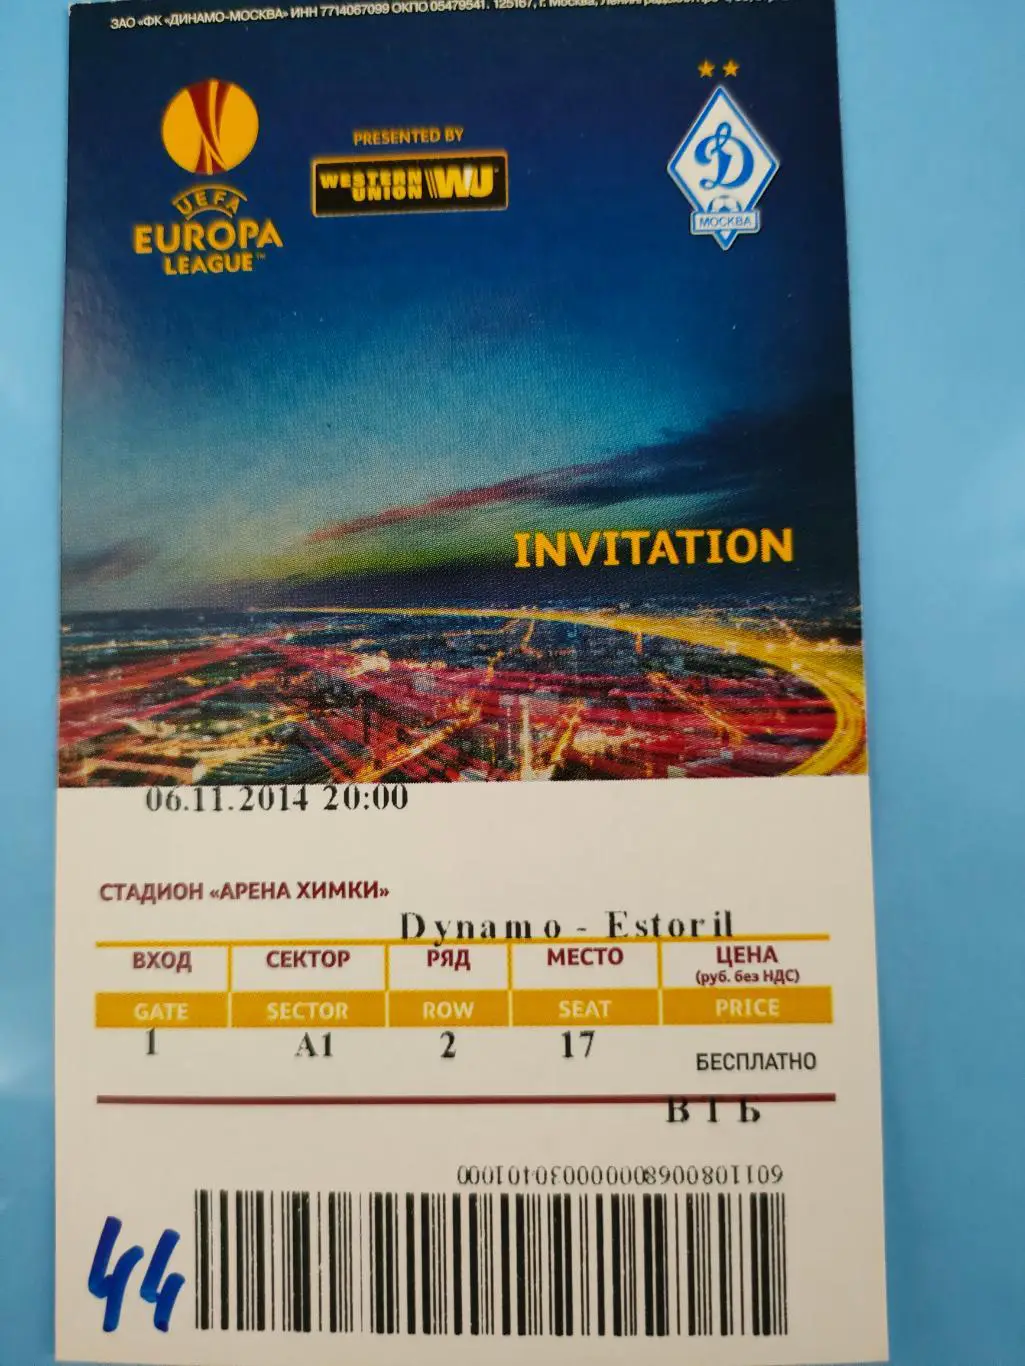 ЗАО «ФК «ДИНАМО-МОСКВА» ИНН 7714067099 ОКПО 05479541. 125167, г. Москва,
PRESENTED BY
WESTERN UNION WU
UEFA
EUROPA
LEAGUE™
Д
МОСКВА
INVITATION
06.11.2014 20:00
СТАДИОН «АРЕНА ХИМКИ»
Dynamo - Estoril
ВХОД СЕКТОР РЯД МЕСТО ЦЕНА
(руб. без НДС)
GATE SECTOR ROW SEAT PRICE
1 A1 2 17
БЕСПЛАТНО
ВТБ
44